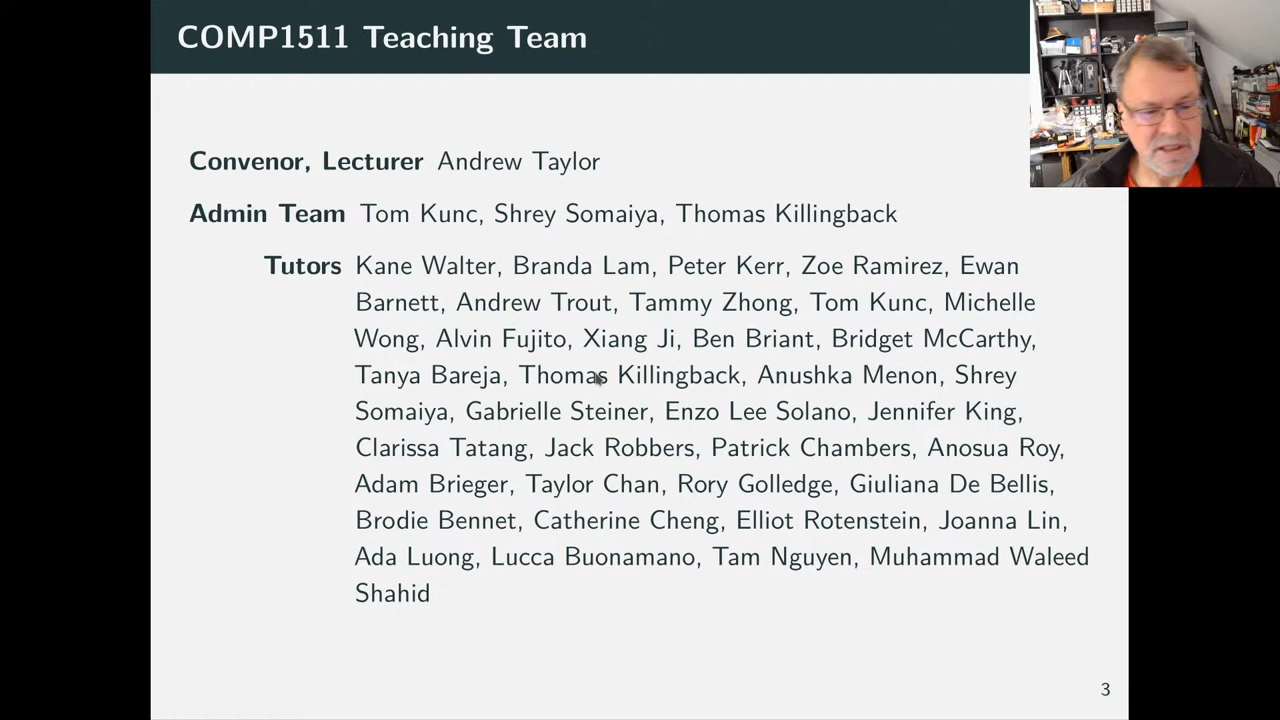 COMP1511 Teaching Team
Convenor, Lecturer Andrew Taylor
Admin Team Tom Kunc, Shrey Somaiya, Thomas Killingback
Tutors Kane Walter, Branda Lam, Peter Kerr, Zoe Ramirez, Ewan
Barnett, Andrew Trout, Tammy Zhong, Tom Kunc, Michelle
Wong, Alvin Fujito, Xiang Ji, Ben Briant, Bridget McCarthy,
Tanya Bareja, Thomas Killingback, Anushka Menon, Shrey
Somaiya, Gabrielle Steiner, Enzo Lee Solano, Jennifer King,
Clarissa Tatang, Jack Robbers, Patrick Chambers, Anosua Roy,
Adam Brieger, Taylor Chan, Rory Golledge, Giuliana De Bellis,
Brodie Bennet, Catherine Cheng, Elliot Rotenstein, Joanna Lin,
Ada Luong, Lucca Buonamano, Tam Nguyen, Muhammad Waleed
Shahid
3